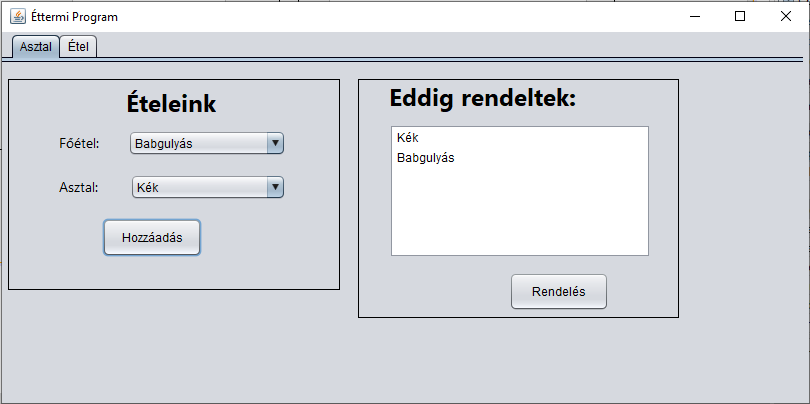 Éttermi Program
Asztal
Étel
Ételeink
Főétel:
Babgulyás
Asztal:
Kék
Hozzáadás
Eddig rendeltek:
Kék
Babgulyás
Rendelés